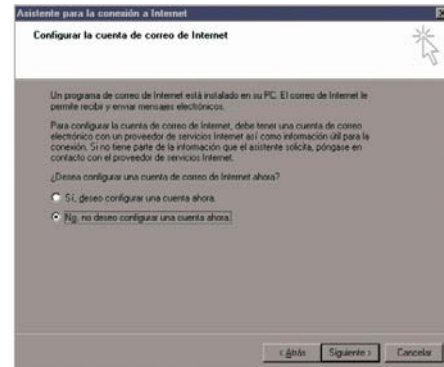 Asistente para la conexión a Internet
Configurar la cuenta de correo de Internet
Un programa de correo de Internet está instalado en su PC. El correo de Internet le
permite recibir y enviar mensajes electrónicos.
Para configurar la cuenta de correo de Internet, debe tener una cuenta de correo
electrónico con un proveedor de servicios Internet así como información útil para la
conexión. Si no tiene parte de la información que el asistente solicita, póngase en
contacto con el proveedor de servicios Internet.
¿Desea configurar una cuenta de correo de Internet ahora?
Sí, deseo configurar una cuenta ahora.
No, no deseo configurar una cuenta ahora.
< Atrás Siguiente > Cancelar